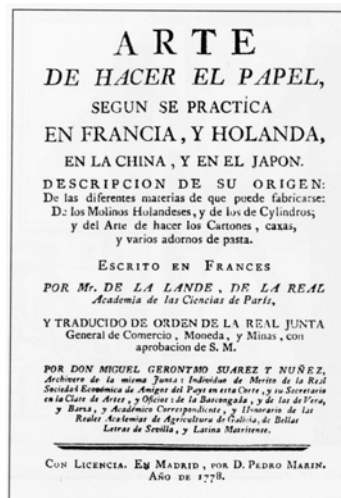 ARTE
DE HACER EL PAPEL,
SEGUN SE PRACTÍCA
EN FRANCIA, Y HOLANDA,
EN LA CHINA, Y EN EL JAPON.
DESCRIPCION DE SU ORIGEN:
De las diferentes materias de que puede fabricarse:
De los Molinos Holandeses, y de los de Cylindros;
y del Arte de hacer los Cartones, caxas,
y varios adornos de pasta.
ESCRITO EN FRANCES
POR Mr. DE LA LANDE, DE LA REAL
Academia de las Ciencias de París,
Y TRADUCIDO DE ORDEN DE LA REAL JUNTA
General de Comercio, Moneda, y Minas, con
aprobacion de S. M.
POR DON MIGUEL GERONYMO SUAREZ Y NUÑEZ,
Archivero de la misma Junta: Individuo de Merito de la Real
Sociedad Económica de Amigos del Pays en esta Corte, y su Secretario
en la Clase de Artes, y Oficios: de la Bascongada, y de las de Vera,
y Baeza, y Académico Correspondiente, y Honorario de las
Reales Academias de Agricultura de Galicia, de Bellas
Letras de Sevilla, y Latina Matritense.
CON LICENCIA. EN MADRID, POR D. PEDRO MARIN.
AÑO DE 1778.